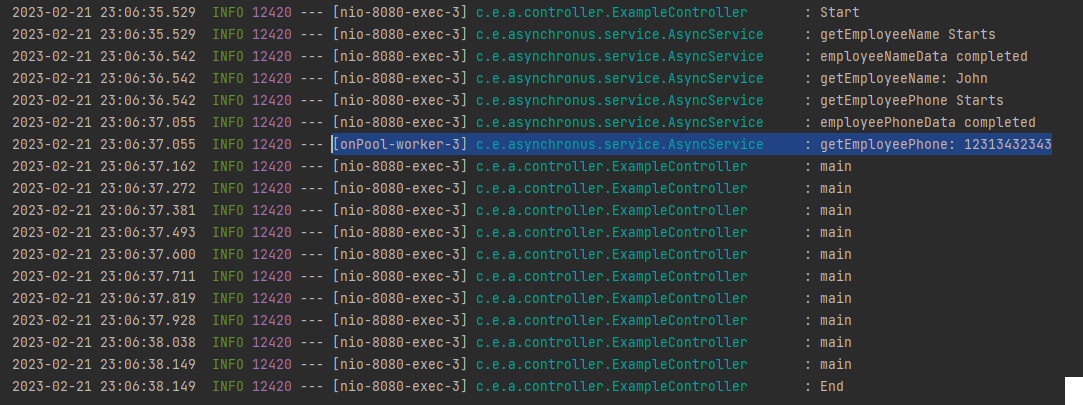 2023-02-21 23:06:35.529  INFO 12420 --- [nio-8080-exec-3] c.e.a.controller.ExampleController       : Start
2023-02-21 23:06:35.529  INFO 12420 --- [nio-8080-exec-3] c.e.asynchronus.service.AsyncService     : getEmployeeName Starts
2023-02-21 23:06:36.542  INFO 12420 --- [nio-8080-exec-3] c.e.asynchronus.service.AsyncService     : employeeNameData completed
2023-02-21 23:06:36.542  INFO 12420 --- [nio-8080-exec-3] c.e.asynchronus.service.AsyncService     : getEmployeeName: John
2023-02-21 23:06:36.542  INFO 12420 --- [nio-8080-exec-3] c.e.asynchronus.service.AsyncService     : getEmployeePhone Starts
2023-02-21 23:06:37.055  INFO 12420 --- [nio-8080-exec-3] c.e.asynchronus.service.AsyncService     : employeePhoneData completed
2023-02-21 23:06:37.055  INFO 12420 --- [onPool-worker-3] c.e.asynchronus.service.AsyncService     : getEmployeePhone: 12313432343
2023-02-21 23:06:37.162  INFO 12420 --- [nio-8080-exec-3] c.e.a.controller.ExampleController       : main
2023-02-21 23:06:37.272  INFO 12420 --- [nio-8080-exec-3] c.e.a.controller.ExampleController       : main
2023-02-21 23:06:37.381  INFO 12420 --- [nio-8080-exec-3] c.e.a.controller.ExampleController       : main
2023-02-21 23:06:37.493  INFO 12420 --- [nio-8080-exec-3] c.e.a.controller.ExampleController       : main
2023-02-21 23:06:37.600  INFO 12420 --- [nio-8080-exec-3] c.e.a.controller.ExampleController       : main
2023-02-21 23:06:37.711  INFO 12420 --- [nio-8080-exec-3] c.e.a.controller.ExampleController       : main
2023-02-21 23:06:37.819  INFO 12420 --- [nio-8080-exec-3] c.e.a.controller.ExampleController       : main
2023-02-21 23:06:37.928  INFO 12420 --- [nio-8080-exec-3] c.e.a.controller.ExampleController       : main
2023-02-21 23:06:38.038  INFO 12420 --- [nio-8080-exec-3] c.e.a.controller.ExampleController       : main
2023-02-21 23:06:38.149  INFO 12420 --- [nio-8080-exec-3] c.e.a.controller.ExampleController       : main
2023-02-21 23:06:38.149  INFO 12420 --- [nio-8080-exec-3] c.e.a.controller.ExampleController       : End